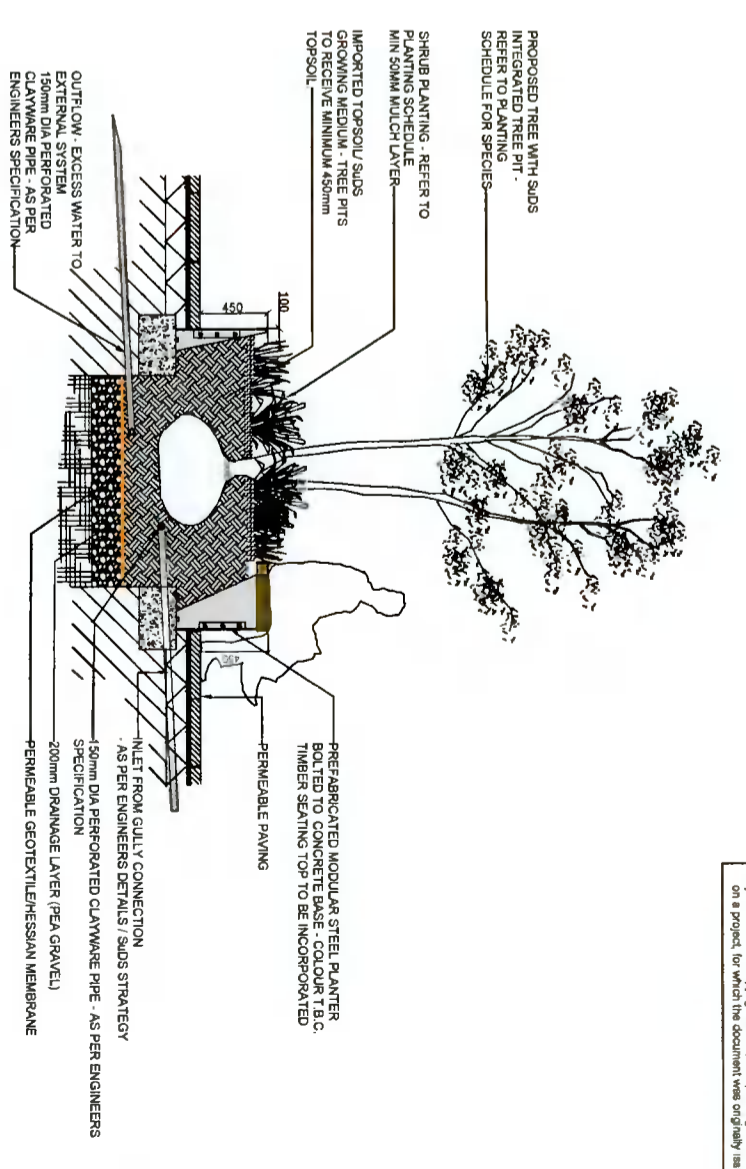 PROPOSED TREE WITH SuDS
INTEGRATED TREE PIT -
REFER TO PLANTING
SCHEDULE FOR SPECIES
SHRUB PLANTING - REFER TO
PLANTING SCHEDULE
MIN 50MM MULCH LAYER
IMPORTED TOPSOIL/ SuDS
GROWING MEDIUM - TREE PITS
TO RECEIVE MINIMUM 450mm
TOPSOIL
OUTFLOW - EXCESS WATER TO
EXTERNAL SYSTEM
150mm DIA PERFORATED
CLAYWARE PIPE - AS PER
ENGINEERS SPECIFICATION
100
450
PREFABRICATED MODULAR STEEL PLANTER
BOLTED TO CONCRETE BASE - COLOUR T.B.C.
TIMBER SEATING TOP TO BE INCORPORATED
PERMEABLE PAVING
INLET FROM GULLY CONNECTION
- AS PER ENGINEERS DETAILS / SuDS STRATEGY
150mm DIA PERFORATED CLAYWARE PIPE - AS PER ENGINEERS
SPECIFICATION
200mm DRAINAGE LAYER (PEA GRAVEL)
PERMEABLE GEOTEXTILE/HESSIAN MEMBRANE
on a project, for which the document was originally